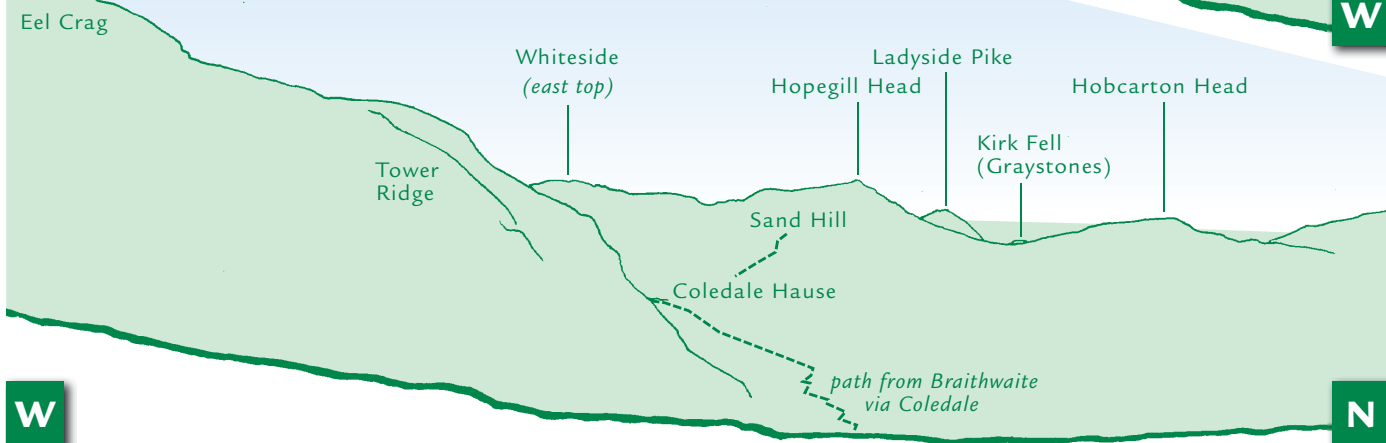 W
Eel Crag
Whiteside
(east top)
Ladyside Pike
Hopegill Head
Hobcarton Head
Kirk Fell
(Graystones)
Tower
Ridge
Sand Hill
Coledale Hause
path from Braithwaite
via Coledale
W
N